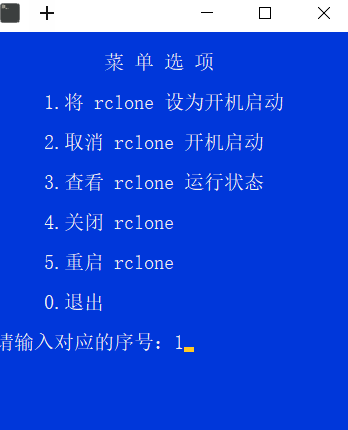 菜 单 选 项
1.将 rclone 设为开机启动
2.取消 rclone 开机启动
3.查看 rclone 运行状态
4.关闭 rclone
5.重启 rclone
0.退出
请输入对应的序号：1